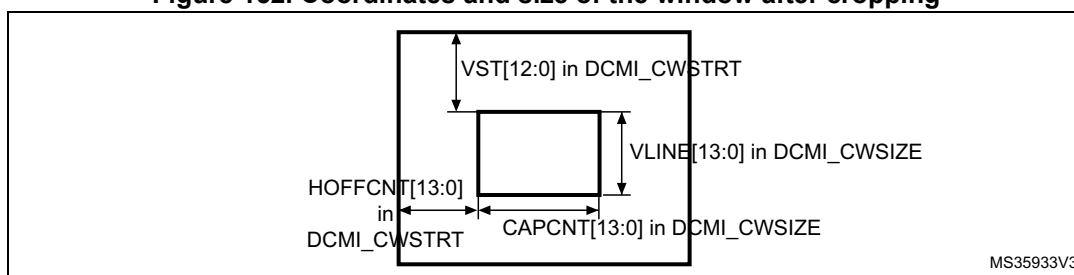 Figure 132. Coordinates and size of the window after cropping
VST[12:0] in DCMI_CWSTRT
VLINE[13:0] in DCMI_CWSIZE
HOFFCNT[13:0]
in
DCMI_CWSTRT
CAPCNT[13:0] in DCMI_CWSIZE
MS35933V3